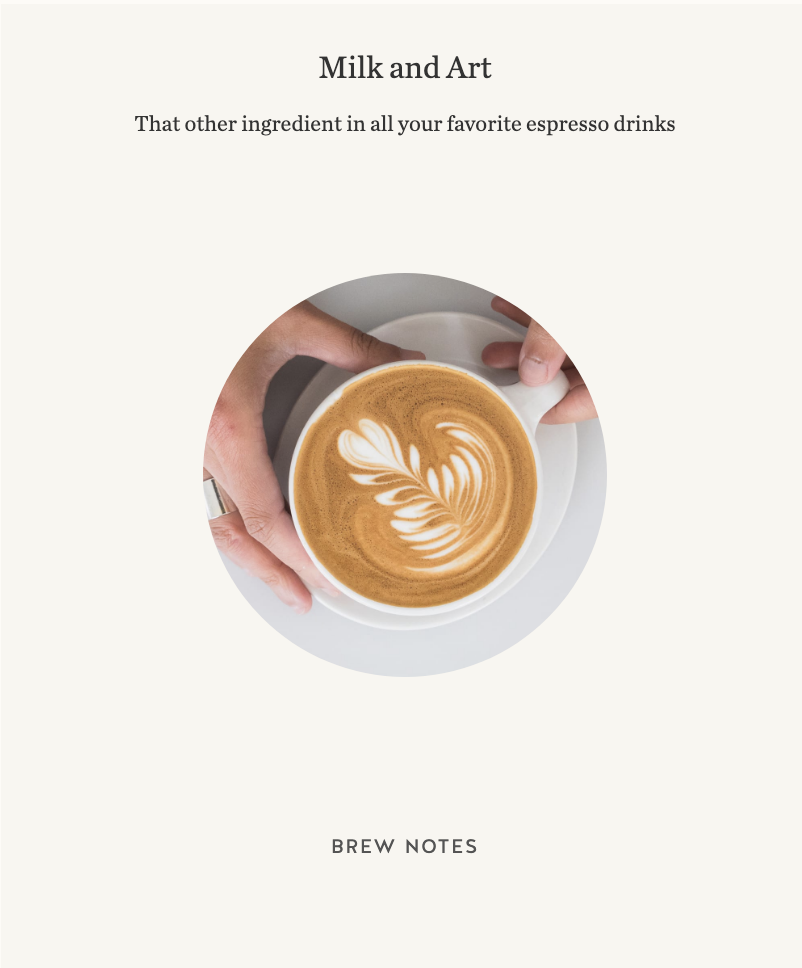 Milk and Art
That other ingredient in all your favorite espresso drinks
BREW NOTES